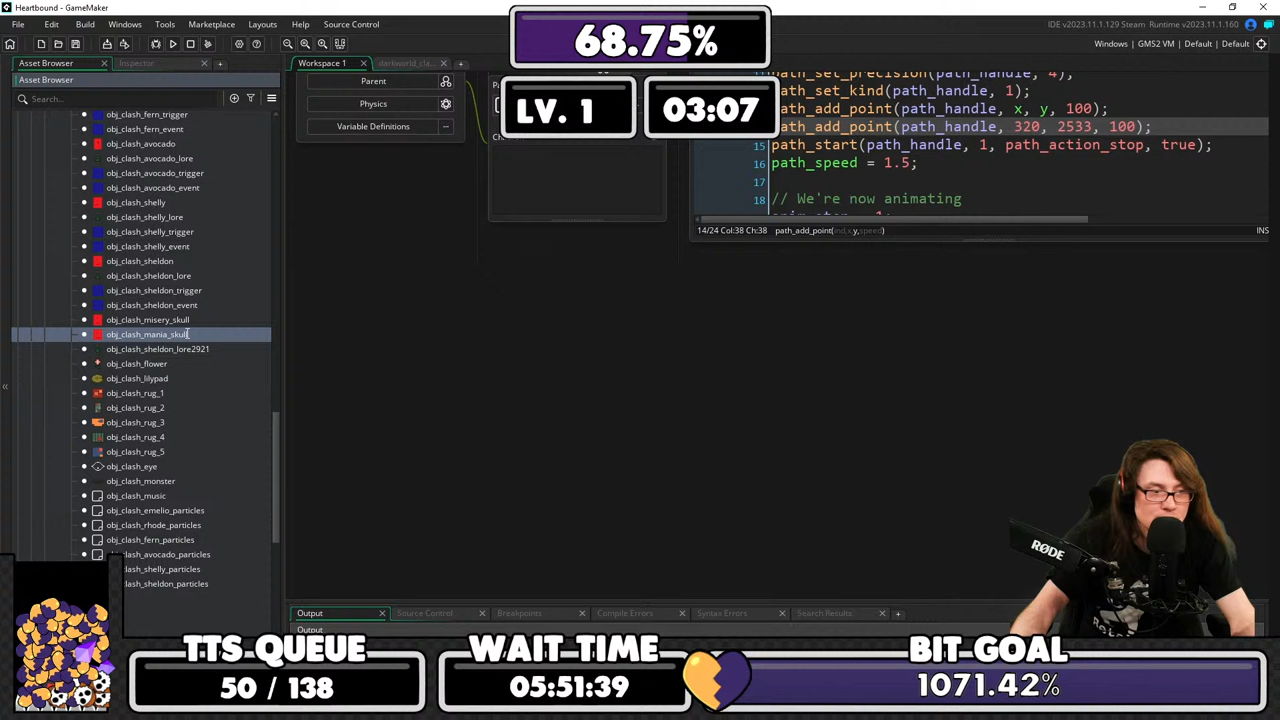 Heartbound - GameMaker
File Edit Build Windows Tools Marketplace Layouts Help Source Control
IDE v2023.11.1.129 Steam Runtime v2023.11.1.160
Windows | GMS2 VM | Default | Default
68.75%
LV. 1
03:07
Asset Browser
Inspector
Asset Browser
Search...
obj_clash_fern_trigger
obj_clash_fern_event
obj_clash_avocado
obj_clash_avocado_lore
obj_clash_avocado_trigger
obj_clash_avocado_event
obj_clash_shelly
obj_clash_shelly_lore
obj_clash_shelly_trigger
obj_clash_shelly_event
obj_clash_sheldon
obj_clash_sheldon_lore
obj_clash_sheldon_trigger
obj_clash_sheldon_event
obj_clash_misery_skull
obj_clash_mania_skull
obj_clash_sheldon_lore2921
obj_clash_flower
obj_clash_lilypad
obj_clash_rug_1
obj_clash_rug_2
obj_clash_rug_3
obj_clash_rug_4
obj_clash_rug_5
obj_clash_eye
obj_clash_monster
obj_clash_music
obj_clash_emelio_particles
obj_clash_rhode_particles
obj_clash_fern_particles
obj_clash_avocado_particles
clash_shelly_particles
clash_sheldon_particles
Workspace 1
darkworld_cla...
Parent
Physics
Variable Definitions
path_set_precision(path_handle, 4);
path_set_kind(path_handle, 1);
path_add_point(path_handle, x, y, 100);
path_add_point(path_handle, 320, 2533, 100);
15 path_start(path_handle, 1, path_action_stop, true);
16 path_speed = 1.5;
17
18 // We're now animating
14/24 Col:38 Ch:38 path_add_point(ind,x,y,speed)
INS
Output
Source Control
Breakpoints
Compile Errors
Syntax Errors
Search Results
Output
RØDE
TTS QUEUE
50 / 138
WAIT TIME
05:51:39
BIT GOAL
1071.42%